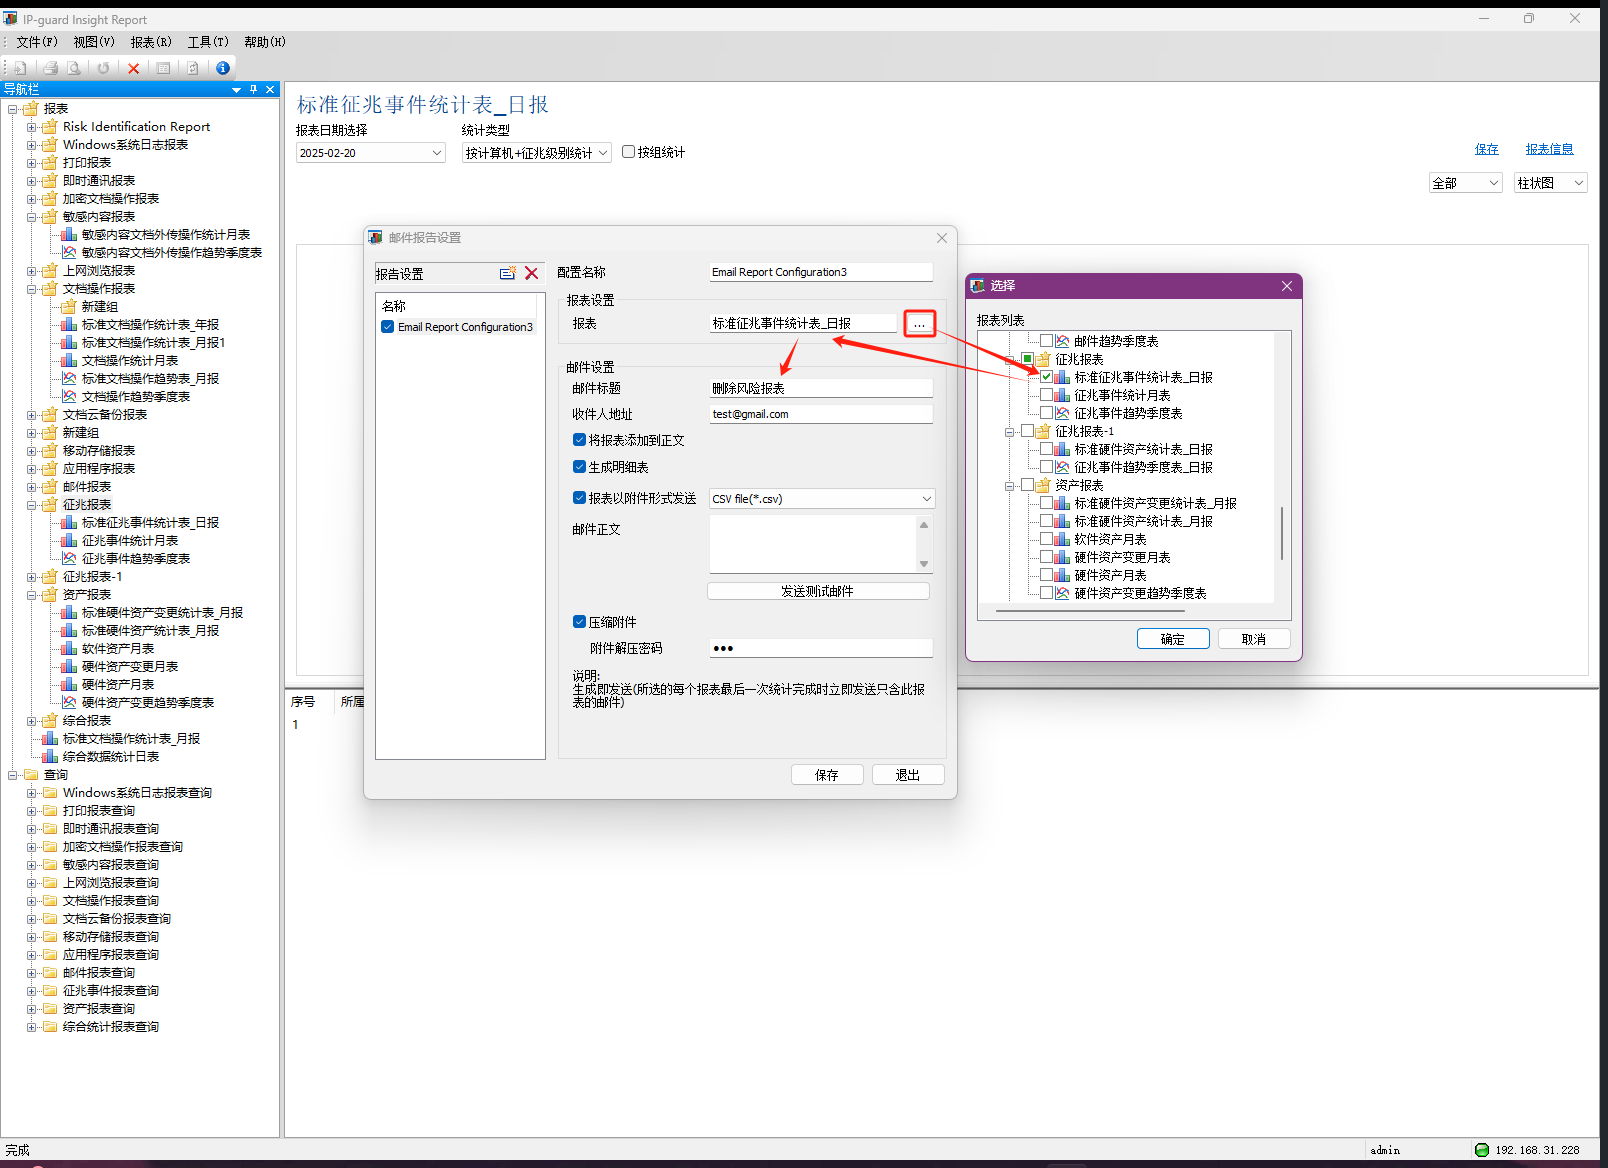 IP-guard Insight Report
文件(F) 视图(V) 报表(R) 工具(T) 帮助(H)
导航栏
报表
Risk Identification Report
Windows系统日志报表
打印报表
即时通讯报表
加密文档操作报表
敏感内容报表
敏感内容文档外传操作统计月表
敏感内容文档外传操作趋势季度表
上网浏览报表
文档操作报表
新建组
标准文档操作统计表_年报
标准文档操作统计表_月报1
文档操作统计月表
标准文档操作趋势表_月报
文档操作趋势季度表
文档云备份报表
新建组
移动存储报表
应用程序报表
邮件报表
征兆报表
标准征兆事件统计表_日报
征兆事件统计月表
征兆事件趋势季度表
征兆报表-1
资产报表
标准硬件资产变更统计表_月报
标准硬件资产统计表_月报
软件资产月表
硬件资产变更月表
硬件资产月表
硬件资产变更趋势季度表
综合报表
标准文档操作统计表_月报
综合数据统计日表
查询
Windows系统日志报表查询
打印报表查询
即时通讯报表查询
加密文档操作报表查询
敏感内容报表查询
上网浏览报表查询
文档操作报表查询
文档云备份报表查询
移动存储报表查询
应用程序报表查询
邮件报表查询
征兆事件报表查询
资产报表查询
综合统计报表查询
标准征兆事件统计表_日报
报表日期选择 统计类型
2025-02-20 按计算机+征兆级别统计 按组统计
保存 报表信息
全部 柱状图
序号 所属
1
邮件报告设置
报告设置
名称
Email Report Configuration3
配置名称 Email Report Configuration3
报表设置
报表 标准征兆事件统计表_日报 ...
邮件设置
邮件标题 删除风险报表
收件人地址 test@gmail.com
将报表添加到正文
生成明细表
报表以附件形式发送 CSV file(*.csv)
邮件正文
发送测试邮件
压缩附件
附件解压密码 ●●●
说明:
生成即发送(所选的每个报表最后一次统计完成时立即发送只含此报
表的邮件)
保存 退出
选择
报表列表
邮件趋势季度表
征兆报表
标准征兆事件统计表_日报
征兆事件统计月表
征兆事件趋势季度表
征兆报表-1
标准硬件资产统计表_日报
征兆事件趋势季度表_日报
资产报表
标准硬件资产变更统计表_月报
标准硬件资产统计表_月报
软件资产月表
硬件资产变更月表
硬件资产月表
硬件资产变更趋势季度表
确定 取消
完成 admin 192.168.31.228